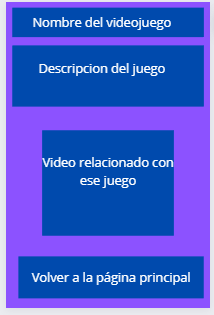 Nombre del videojuego
Descripcion del juego
Video relacionado con
ese juego
Volver a la página principal